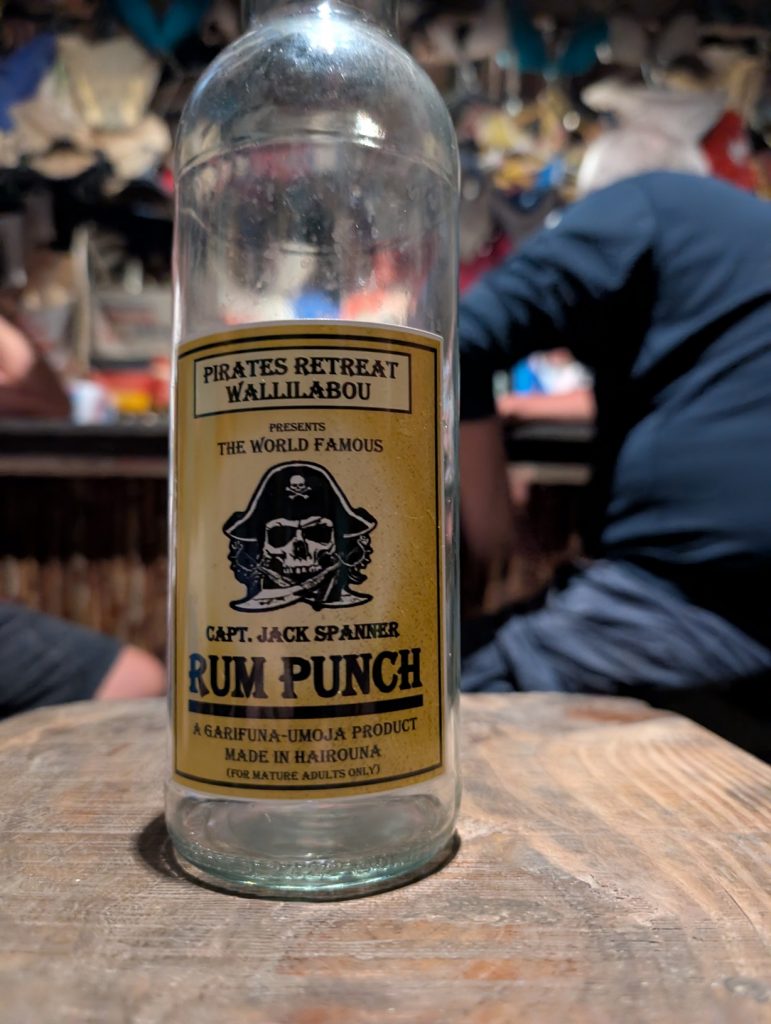 PIRATES RETREAT
WALLILABOU
PRESENTS
THE WORLD FAMOUS
CAPT. JACK SPANNER
RUM PUNCH
A GARIFUNA-UMOJA PRODUCT
MADE IN HAIROUNA
(FOR MATURE ADULTS ONLY)